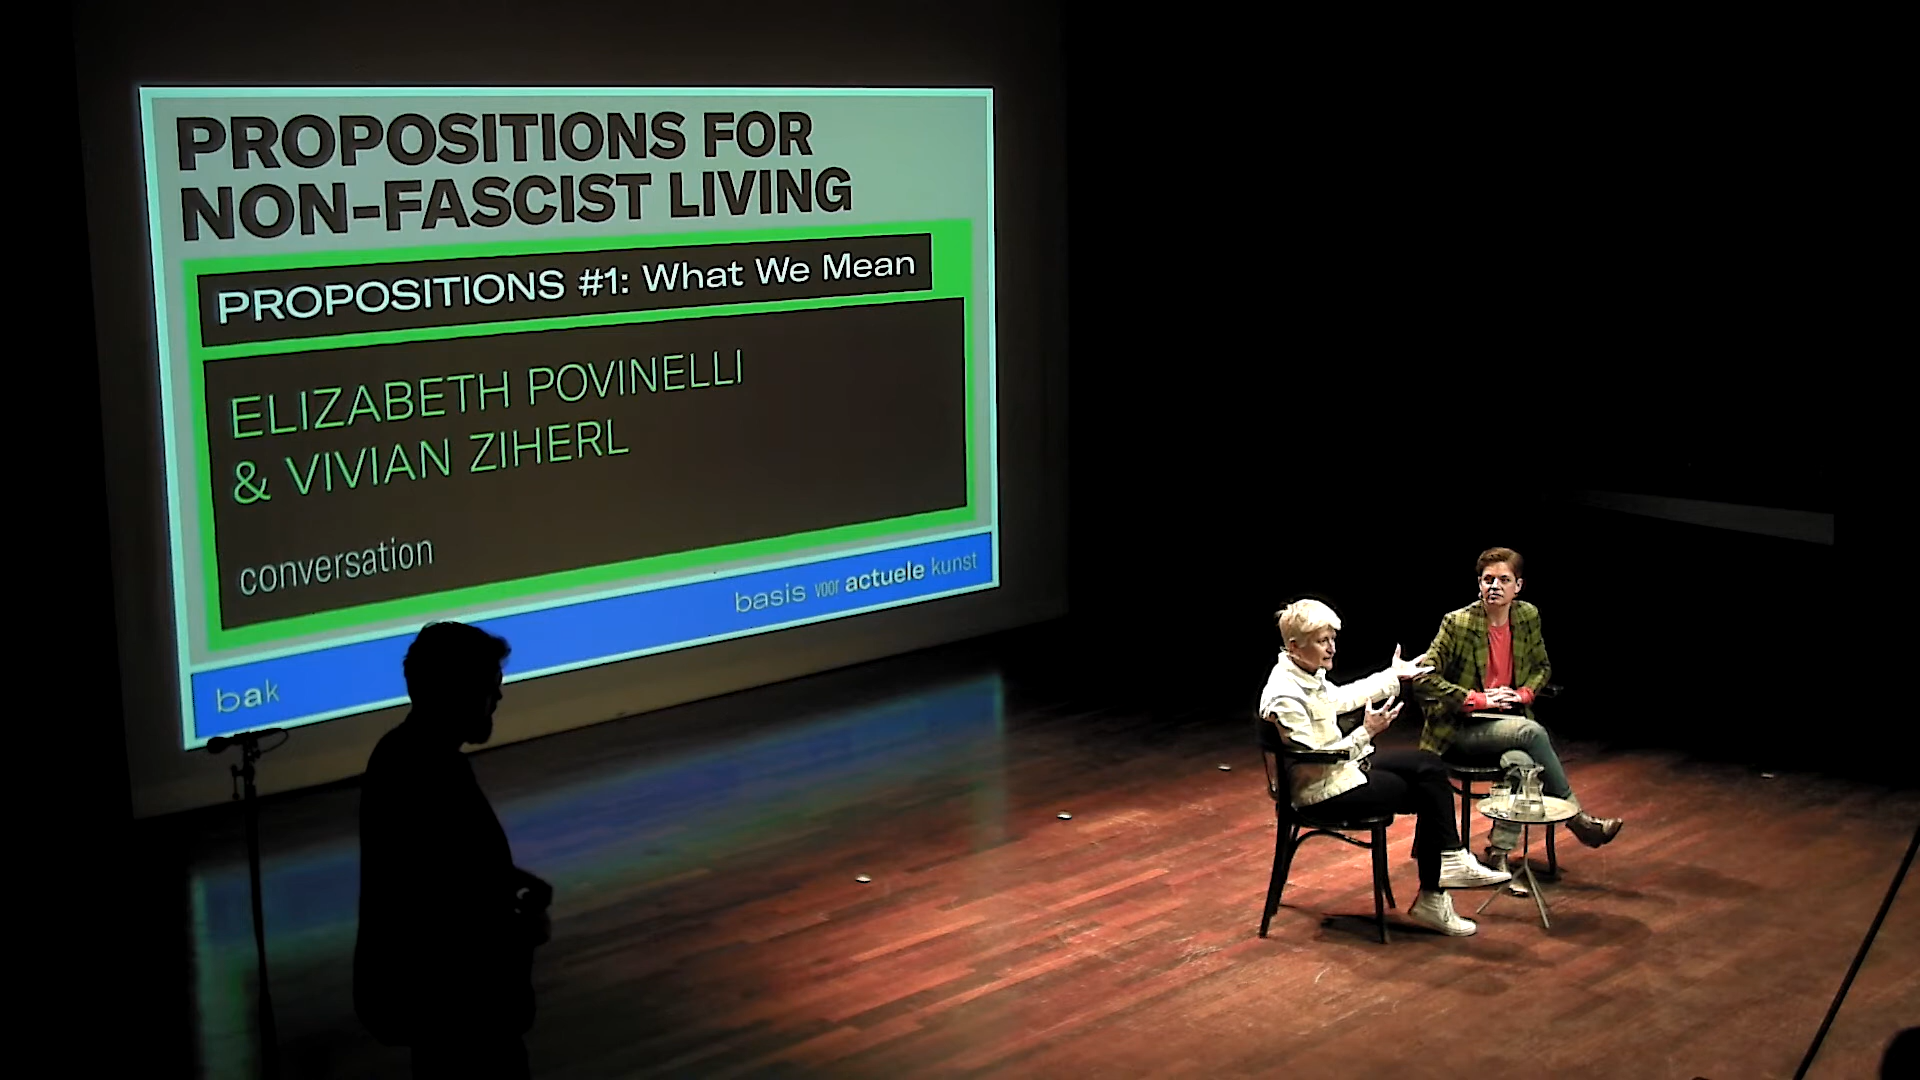 PROPOSITIONS FOR
NON-FASCIST LIVING
PROPOSITIONS #1: What We Mean
ELIZABETH POVINELLI
& VIVIAN ZIHERL
conversation
bak
basis voor actuele kunst